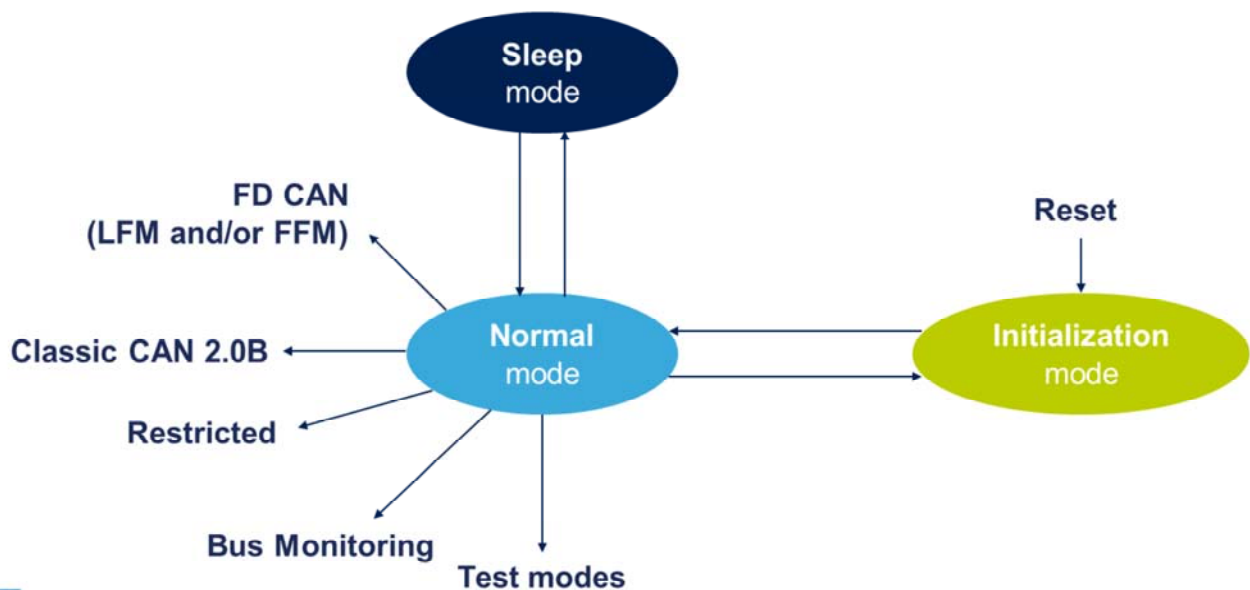 Sleep
mode
FD CAN
(LFM and/or FFM)
Reset
Normal
mode
Initialization
mode
Classic CAN 2.0B
Restricted
Bus Monitoring
Test modes